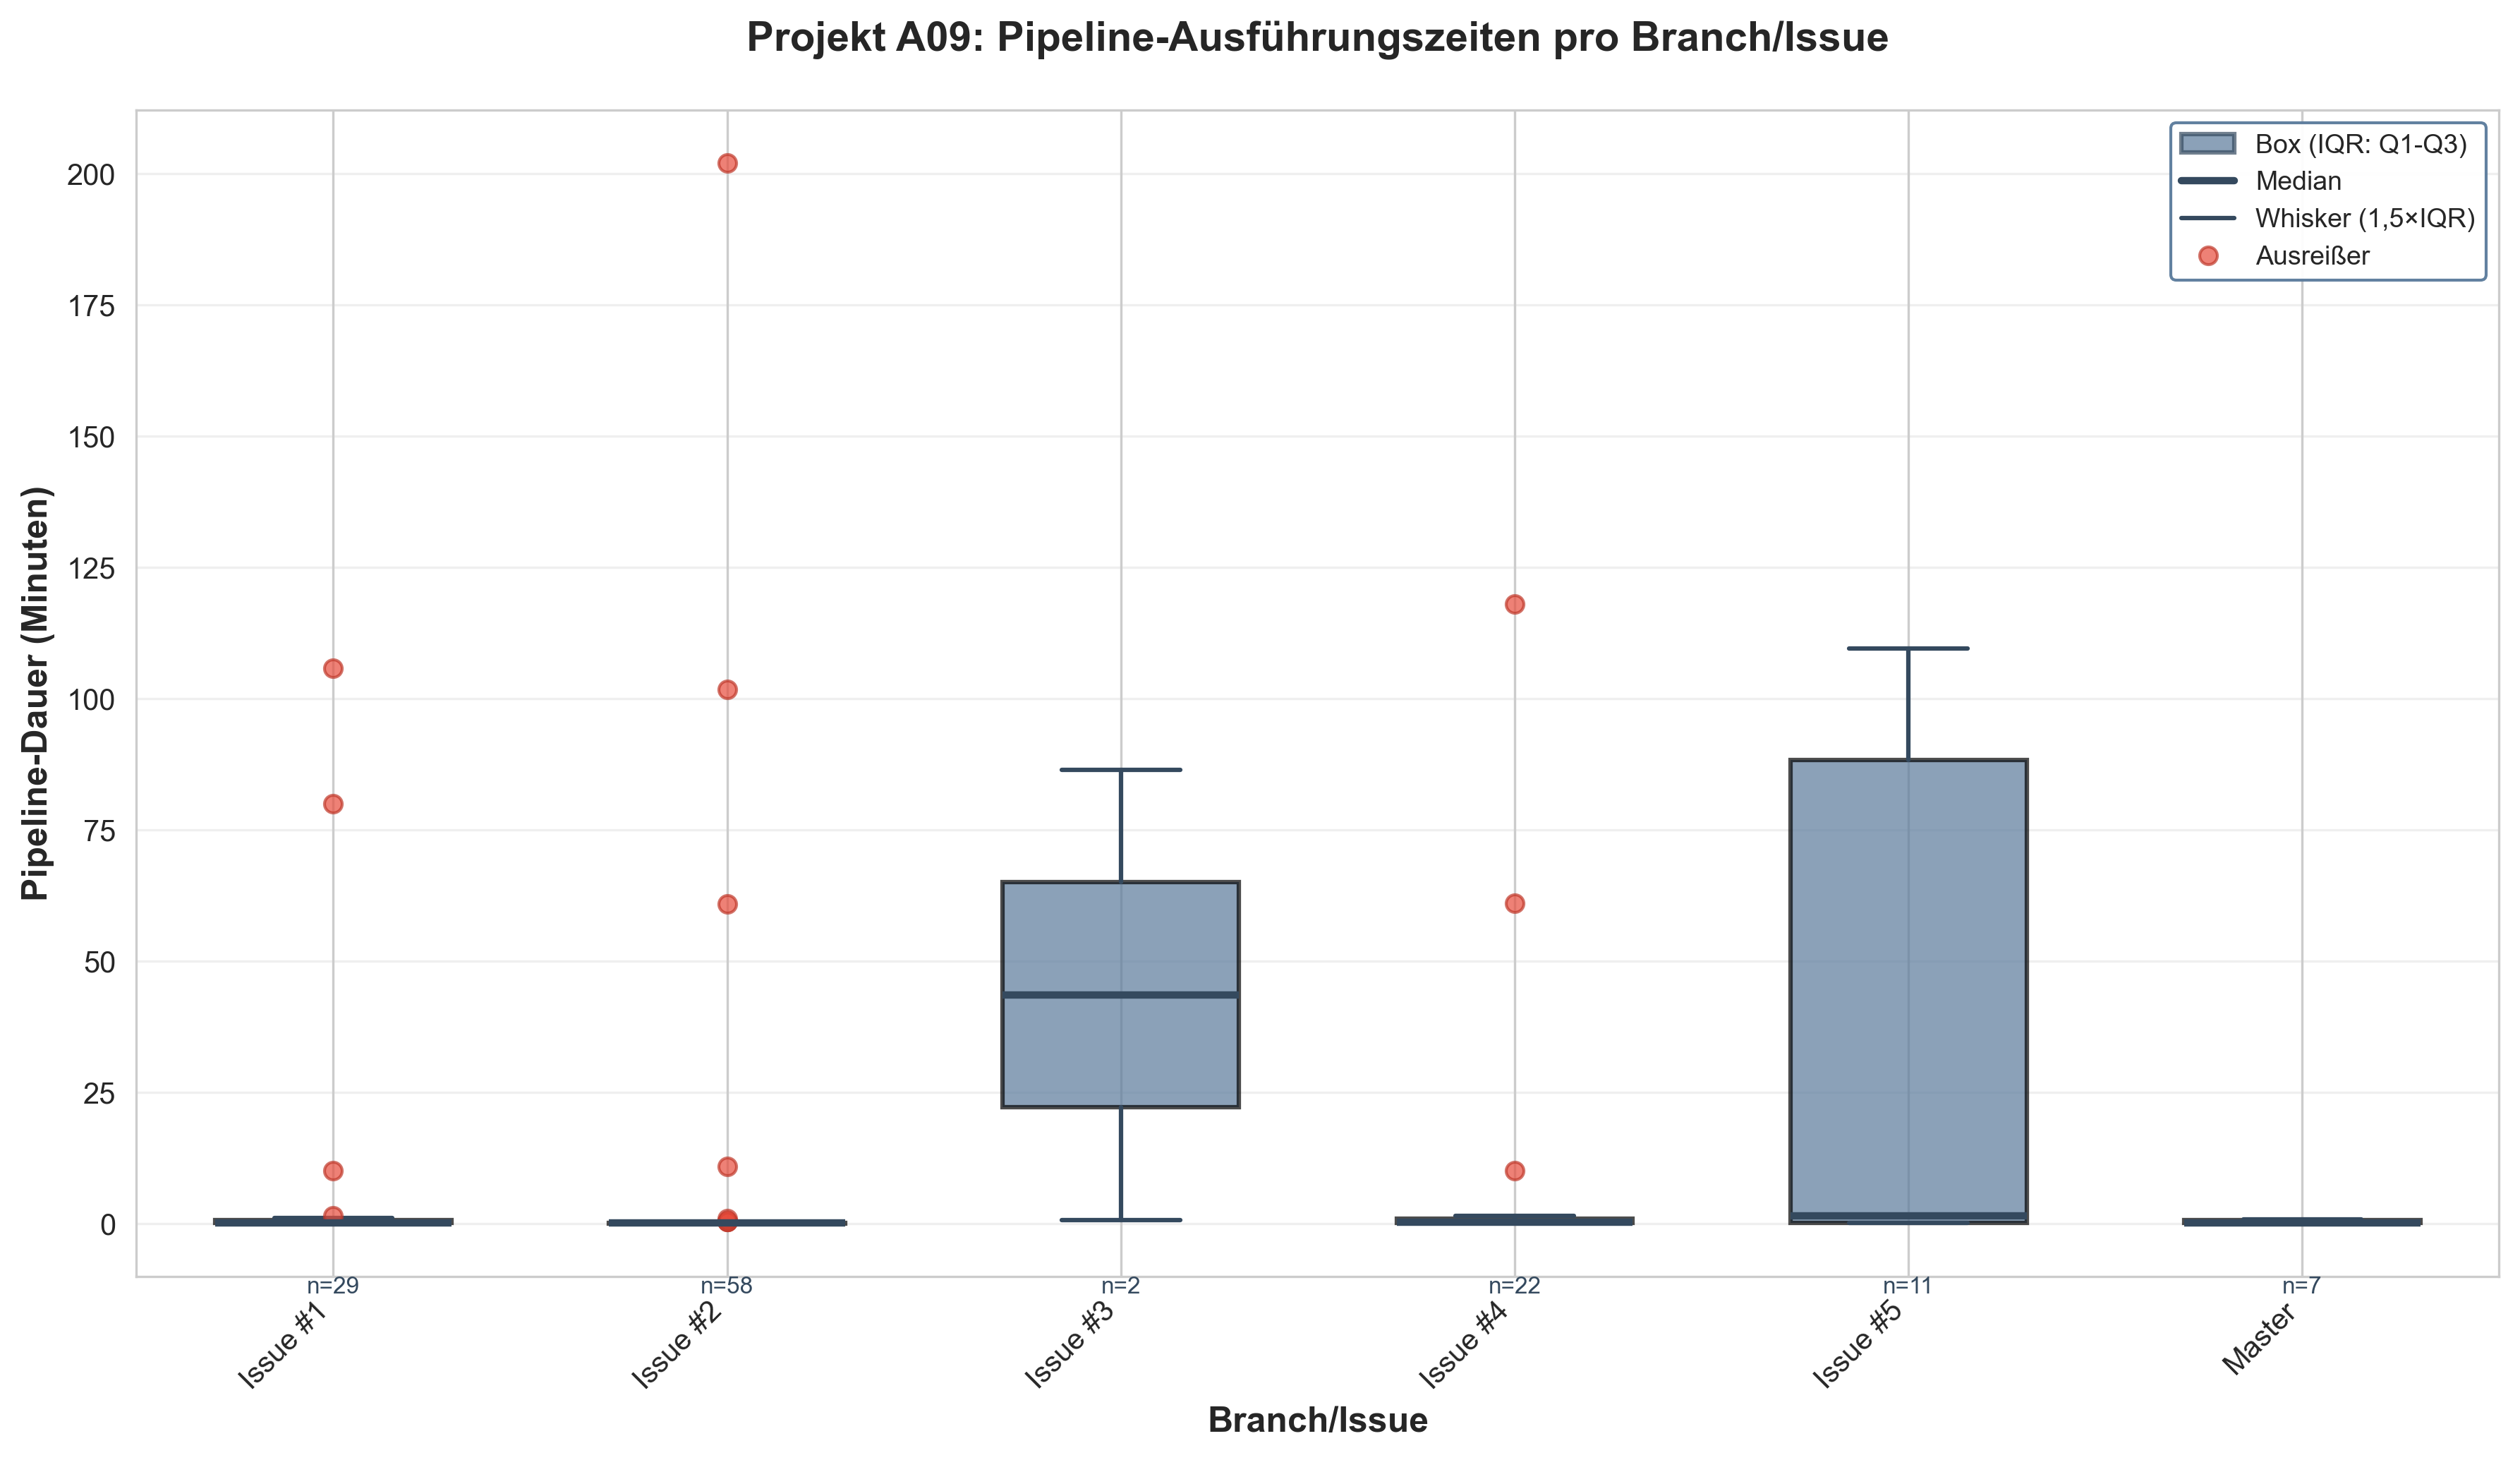 Projekt A09: Pipeline-Ausführungszeiten pro Branch/Issue
Box (IQR: Q1-Q3)
Median
Whisker (1,5×IQR)
Ausreißer
Pipeline-Dauer (Minuten)
200
175
150
125
100
75
50
25
0
n=29
n=58
n=2
n=22
n=11
n=7
Issue #1
Issue #2
Issue #3
Issue #4
Issue #5
Master
Branch/Issue